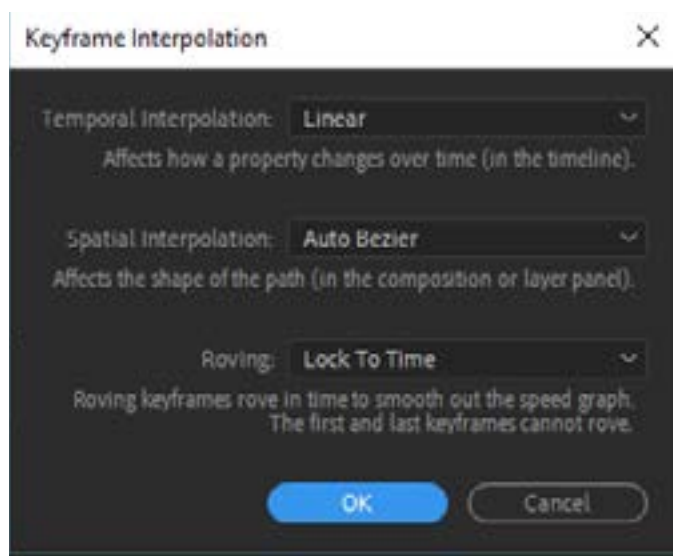 Keyframe Interpolation
Temporal Interpolation: Linear
Affects how a property changes over time (in the timeline).
Spatial Interpolation: Auto Bezier
Affects the shape of the path (in the composition or layer panel).
Roving: Lock To Time
Roving keyframes rove in time to smooth out the speed graph.
The first and last keyframes cannot rove.
OK Cancel